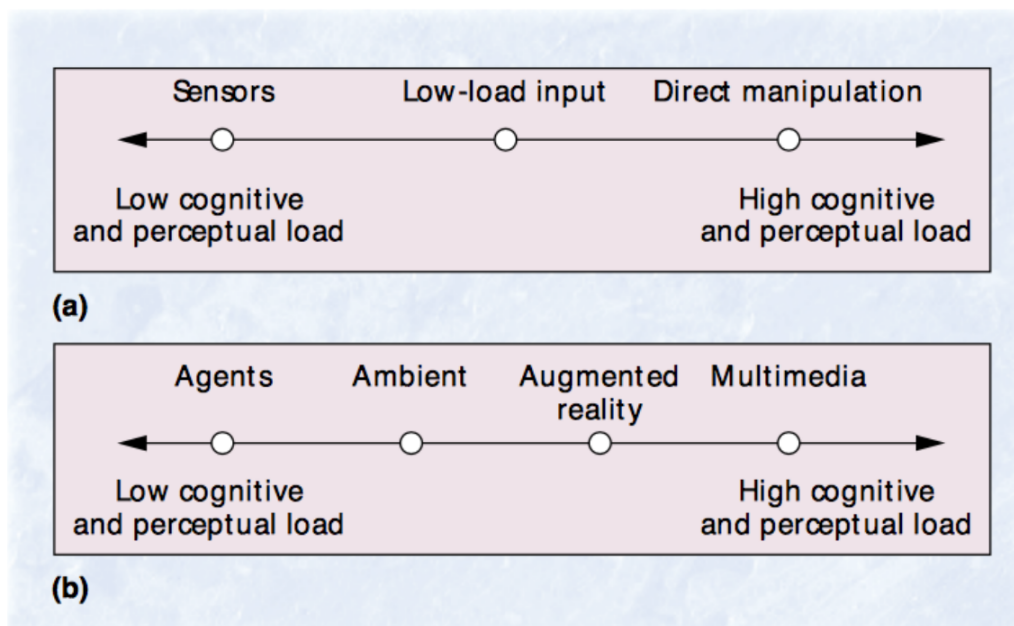 Sensors Low-load input Direct manipulation
Low cognitive High cognitive
and perceptual load and perceptual load
(a)
Agents Ambient Augmented Multimedia
reality
Low cognitive High cognitive
and perceptual load and perceptual load
(b)